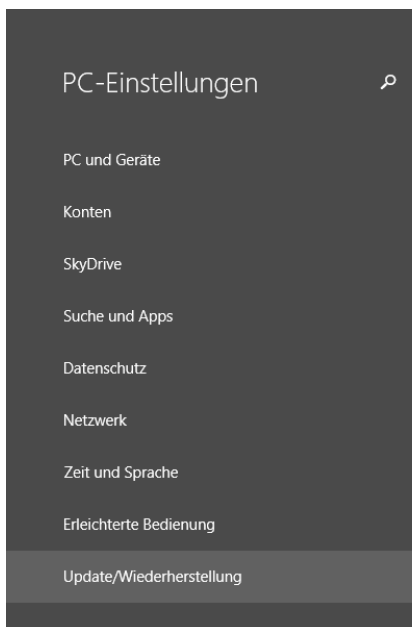 PC-Einstellungen
PC und Geräte
Konten
SkyDrive
Suche und Apps
Datenschutz
Netzwerk
Zeit und Sprache
Erleichterte Bedienung
Update/Wiederherstellung